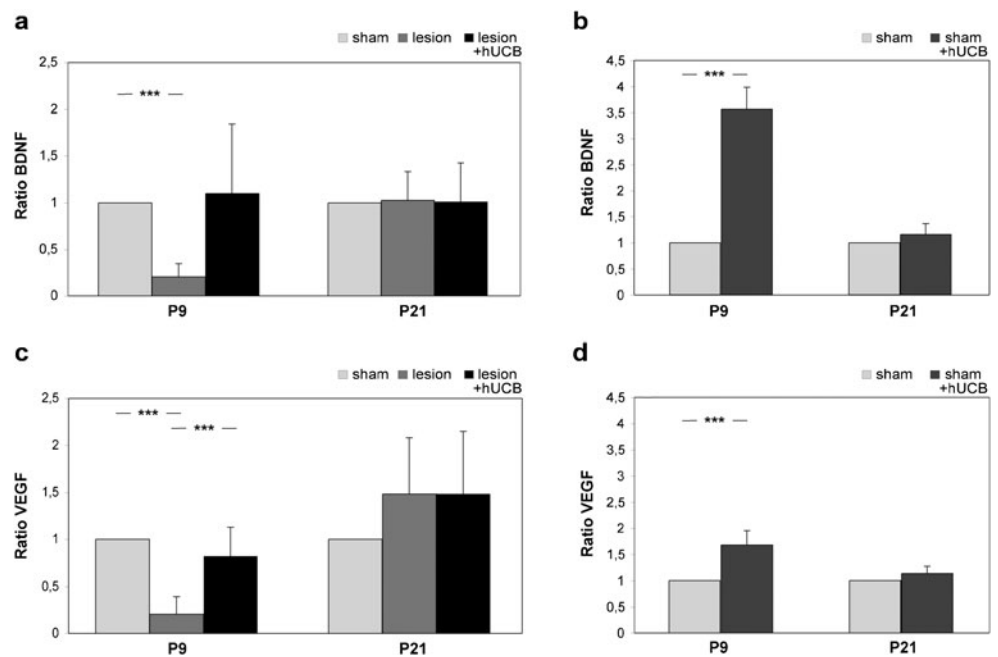 a
sham lesion lesion
+hUCB
Ratio BDNF
2,5
2
1,5
1
0,5
0
***
P9 P21
b
sham sham
+hUCB
Ratio BDNF
4,5
4
3,5
3
2,5
2
1,5
1
0,5
0
***
P9 P21
c
sham lesion lesion
+hUCB
Ratio VEGF
2,5
2
1,5
1
0,5
0
***
***
P9 P21
d
sham sham
+hUCB
Ratio VEGF
4,5
4
3,5
3
2,5
2
1,5
1
0,5
0
***
P9 P21